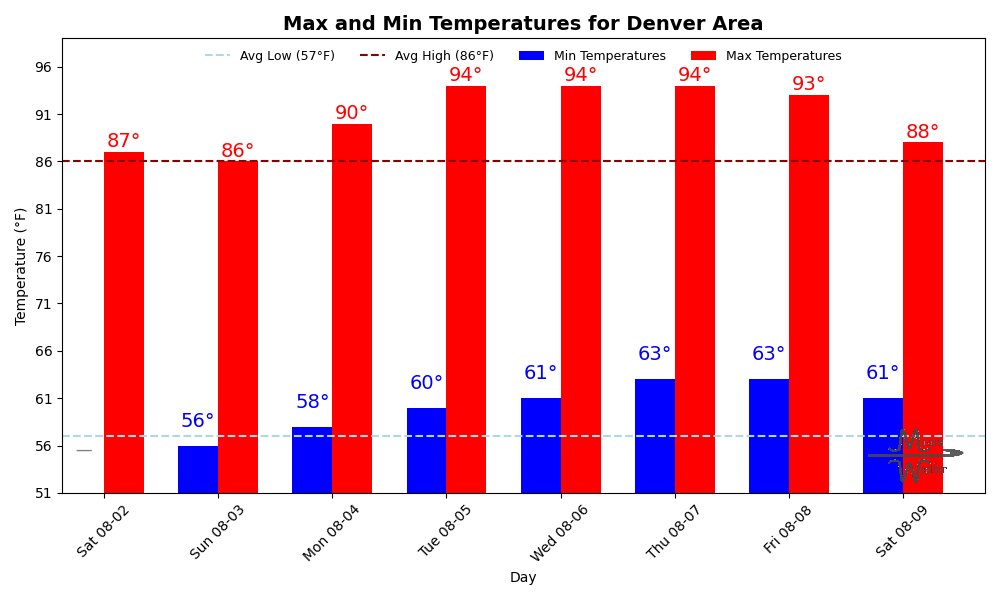 Max and Min Temperatures for Denver Area
Avg Low (57°F) Avg High (86°F) Min Temperatures Max Temperatures
96
91
86
81
76
71
66
61
56
51
Temperature (°F)
87° 86° 90° 94° 94° 94° 93° 88°
— 56° 58° 60° 61° 63° 63° 61°
Sat 08-02 Sun 08-03 Mon 08-04 Tue 08-05 Wed 08-06 Thu 08-07 Fri 08-08 Sat 08-09
Day